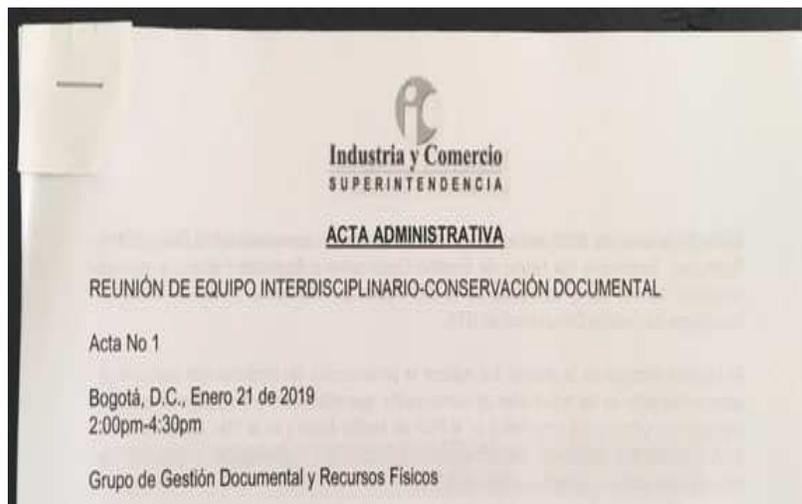 Industria y Comercio
SUPERINTENDENCIA
ACTA ADMINISTRATIVA
REUNIÓN DE EQUIPO INTERDISCIPLINARIO-CONSERVACIÓN DOCUMENTAL
Acta No 1
Bogotá, D.C., Enero 21 de 2019
2:00pm-4:30pm
Grupo de Gestión Documental y Recursos Físicos